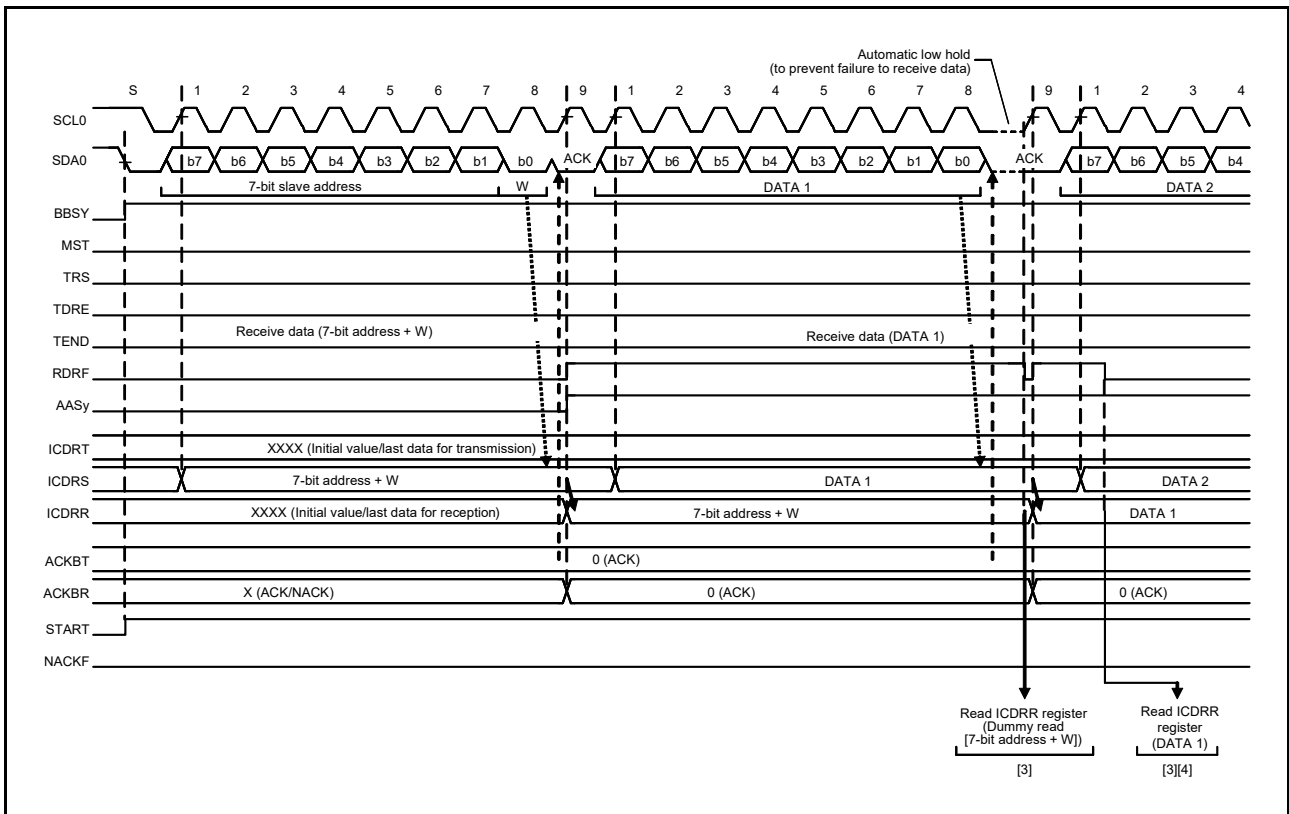 Automatic low hold
(to prevent failure to receive data)
S 1 2 3 4 5 6 7 8 9 1 2 3 4 5 6 7 8 9 1 2 3 4
SCL0
SDA0 b7 b6 b5 b4 b3 b2 b1 b0 ACK b7 b6 b5 b4 b3 b2 b1 b0 ACK b7 b6 b5 b4
7-bit slave address W DATA 1 DATA 2
BBSY
MST
TRS
TDRE
Receive data (7-bit address + W) Receive data (DATA 1)
TEND
RDRF
AASy
ICDRT XXXX (Initial value/last data for transmission)
ICDRS 7-bit address + W DATA 1 DATA 2
ICDRR XXXX (Initial value/last data for reception) 7-bit address + W DATA 1
ACKBT 0 (ACK)
ACKBR X (ACK/NACK) 0 (ACK) 0 (ACK)
START
NACKF
Read ICDRR register
(Dummy read
[7-bit address + W])
[3]
Read ICDRR
register
(DATA 1)
[3][4]